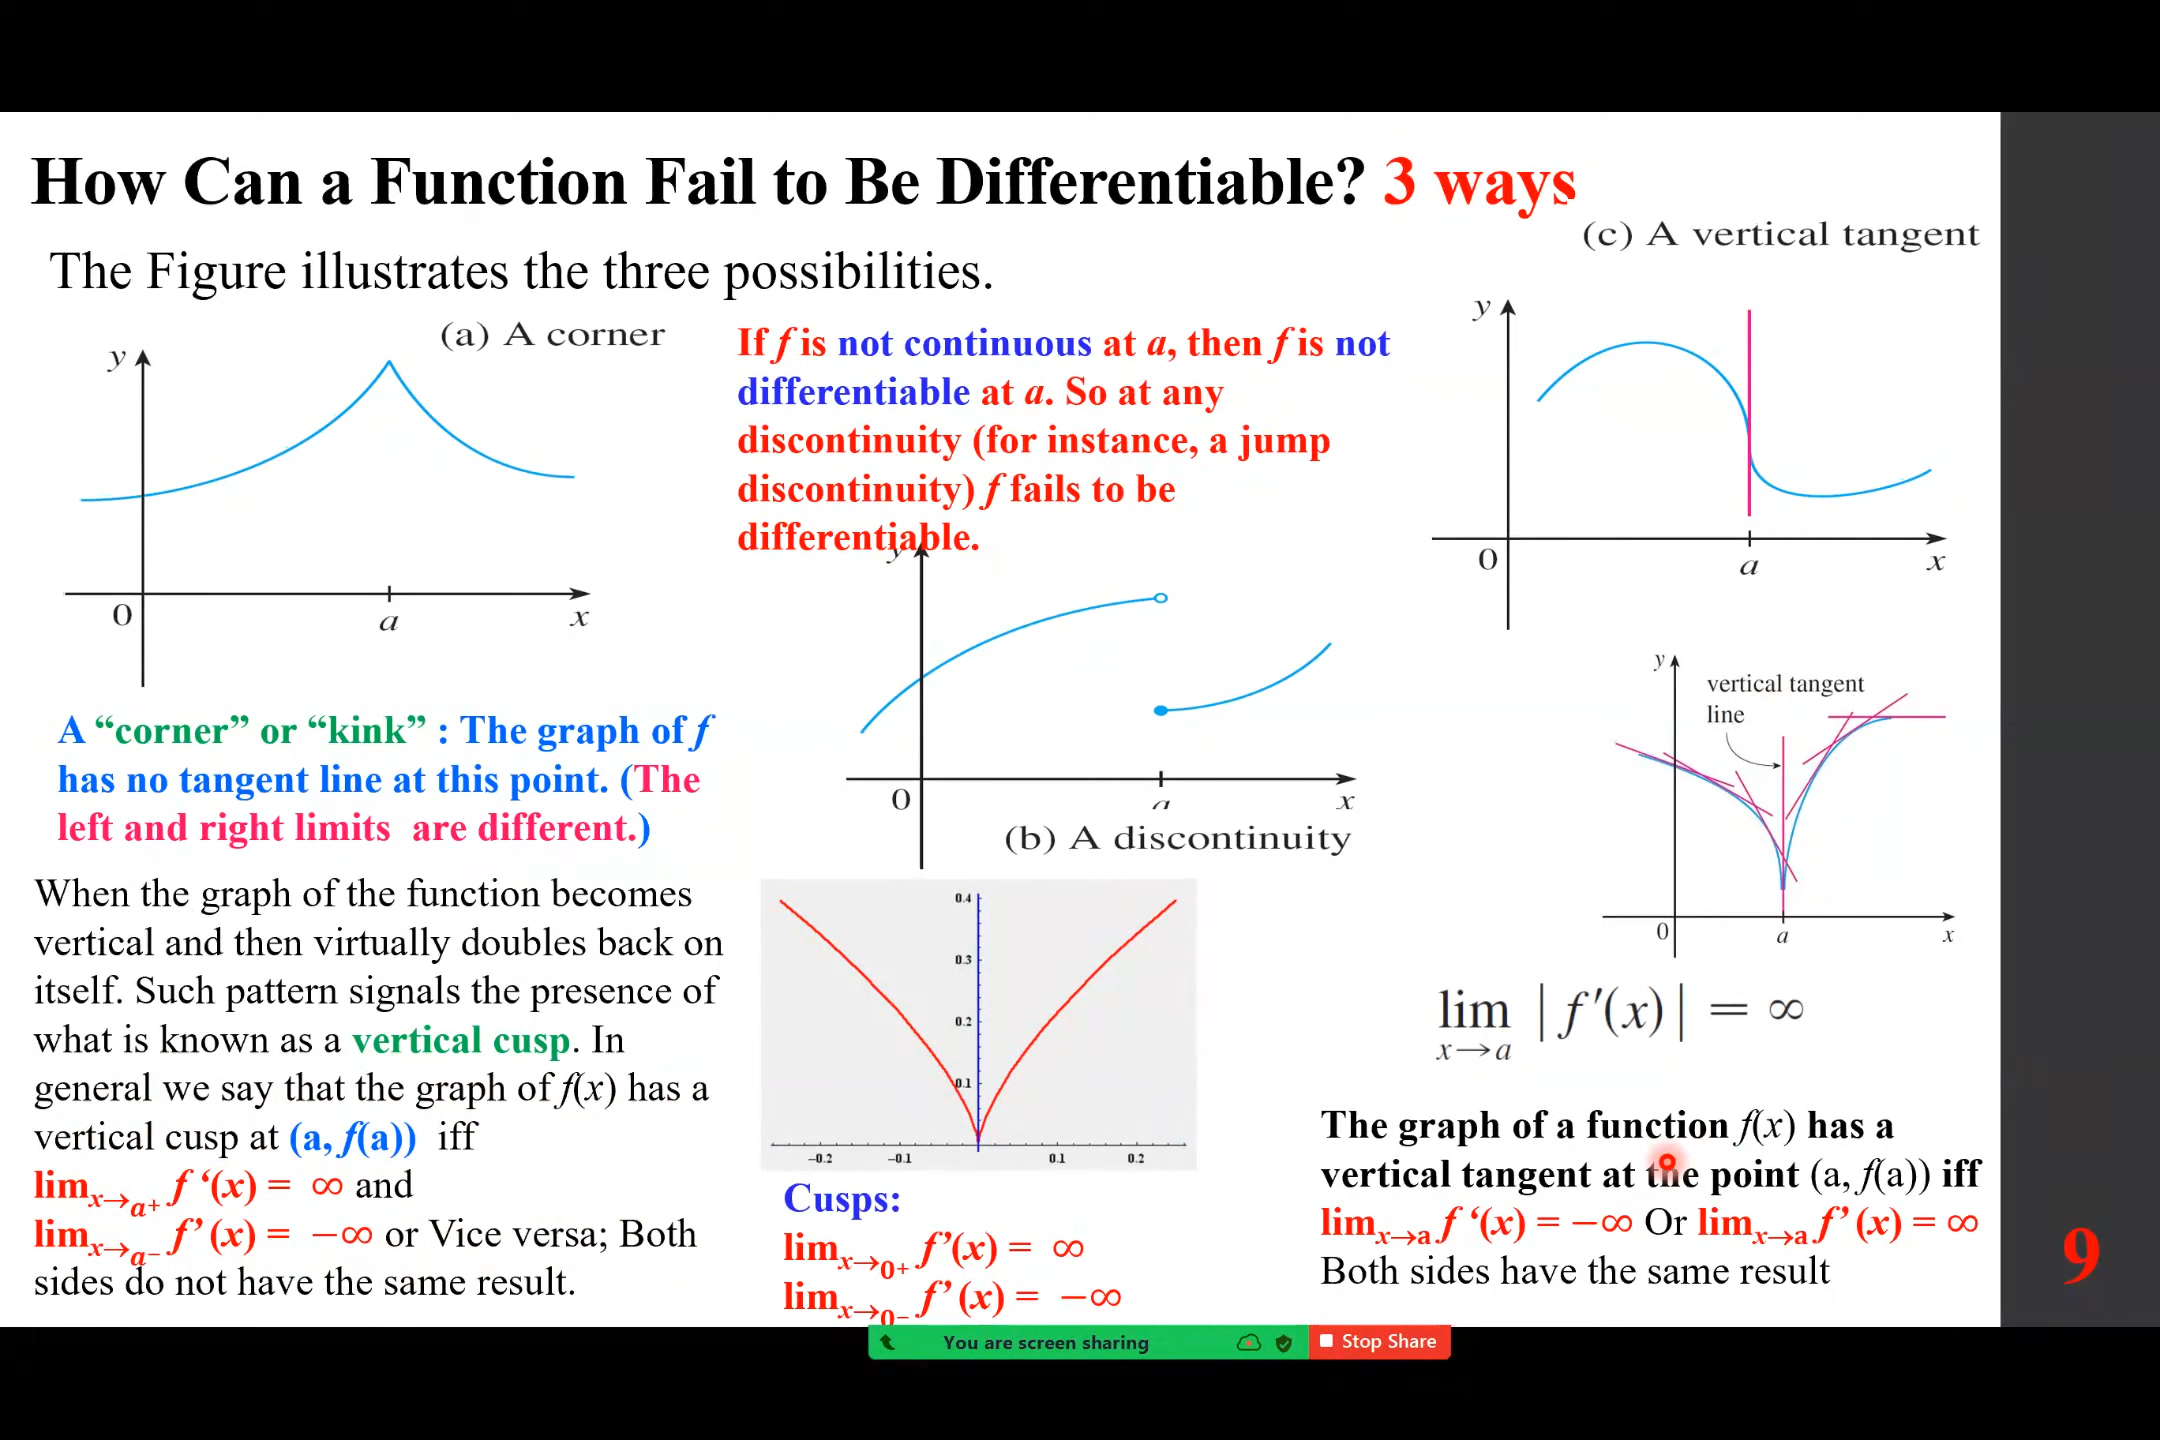 How Can a Function Fail to Be Differentiable? 3 ways
The Figure illustrates the three possibilities.
(a) A corner
y
0
a
x
A “corner” or “kink” : The graph of f
has no tangent line at this point. (The
left and right limits are different.)
When the graph of the function becomes
vertical and then virtually doubles back on
itself. Such pattern signals the presence of
what is known as a vertical cusp. In
general we say that the graph of f(x) has a
vertical cusp at (a, f(a)) iff
lim x→a+ f ‘(x) = ∞ and
lim x→a− f’(x) = −∞ or Vice versa; Both
sides do not have the same result.
If f is not continuous at a, then f is not
differentiable at a. So at any
discontinuity (for instance, a jump
discontinuity) f fails to be
differentiable.
y
0
a
x
(b) A discontinuity
0.4
0.3
0.2
0.1
−0.2
−0.1
0.1
0.2
Cusps:
lim x→0+ f’(x) = ∞
lim x→0− f’(x) = −∞
(c) A vertical tangent
y
0
a
x
y
vertical tangent
line
0
a
x
lim x→a |f′(x)| = ∞
The graph of a function f(x) has a
vertical tangent at the point (a, f(a)) iff
lim x→a f ‘(x) = −∞ Or lim x→a f’(x) = ∞
Both sides have the same result
9
You are screen sharing
Stop Share